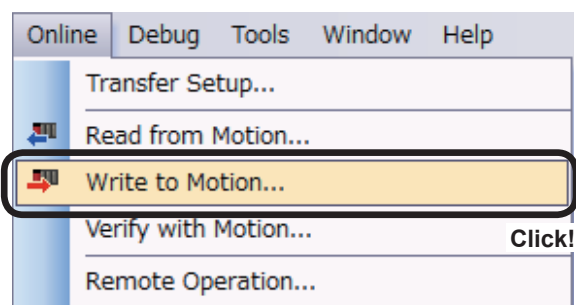 Online Debug Tools Window Help
Transfer Setup...
Read from Motion...
Write to Motion...
Verify with Motion...
Click!
Remote Operation...